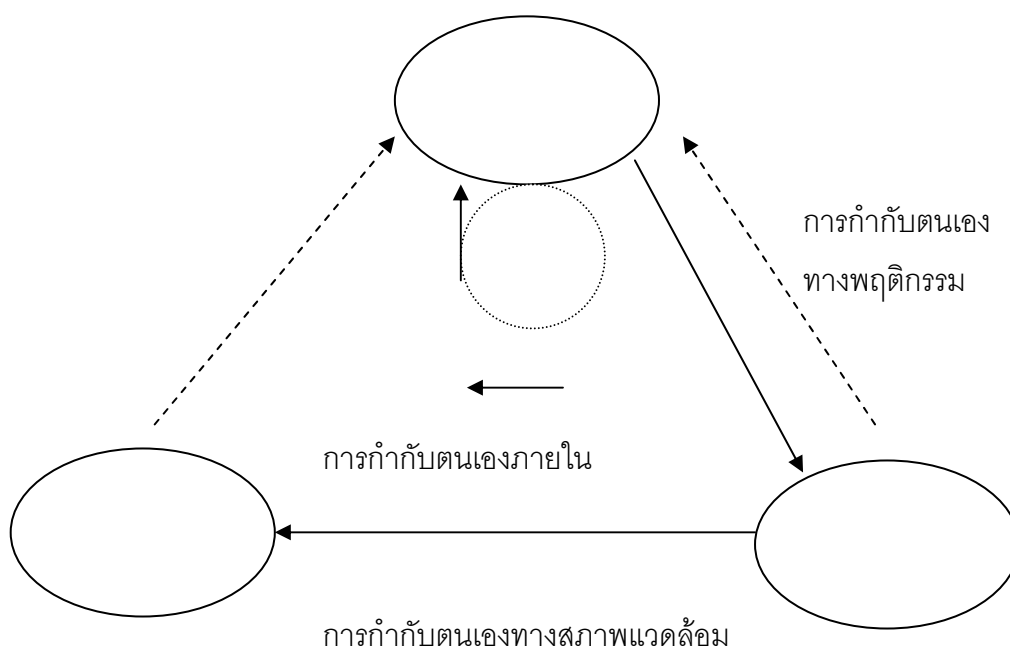 การกำกับตนเอง
ทางพฤติกรรม
การกำกับตนเองภายใน
การกำกับตนเองทางสภาพแวดล้อม